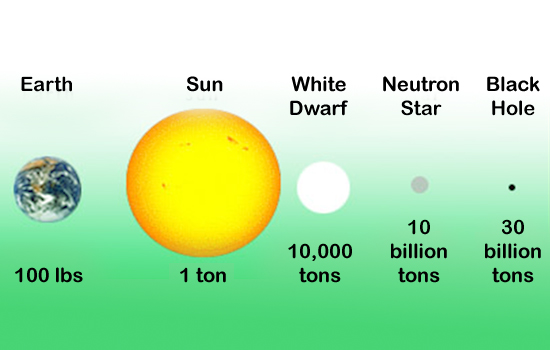 Earth
Sun
White
Dwarf
Neutron
Star
Black
Hole
100 lbs
1 ton
10,000
tons
10
billion
tons
30
billion
tons